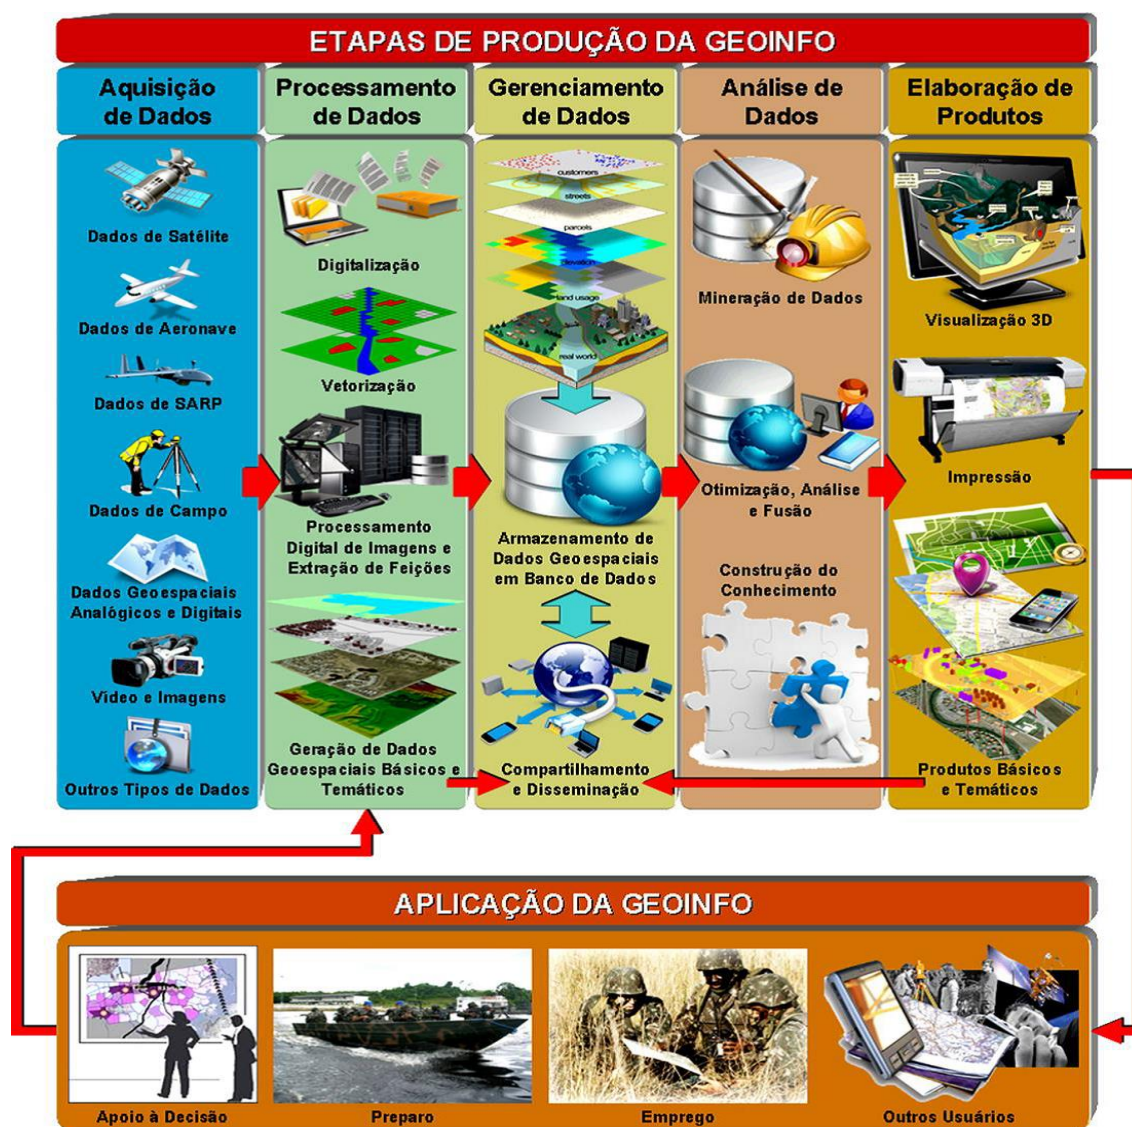 ETAPAS DE PRODUÇÃO DA GEOINFO
Aquisição
de Dados
Processamento
de Dados
Gerenciamento
de Dados
Análise de
Dados
Elaboração de
Produtos
Dados de Satélite
Dados de Aeronave
Dados de SARP
Dados de Campo
Dados Geoespaciais
Analógicos e Digitais
Vídeo e Imagens
Outros Tipos de Dados
Digitalização
Vetorização
Processamento
Digital de Imagens e
Extração de Feições
Geração de Dados
Geoespaciais Básicos e
Temáticos
customers
streets
parcels
elevation
land usage
real world
Armazenamento de
Dados Geoespaciais
em Banco de Dados
Compartilhamento
e Disseminação
Mineração de Dados
Otimização, Análise
e Fusão
Construção do
Conhecimento
Visualização 3D
Impressão
Produtos Básicos
e Temáticos
APLICAÇÃO DA GEOINFO
Apoio à Decisão
Preparo
Emprego
Outros Usuários